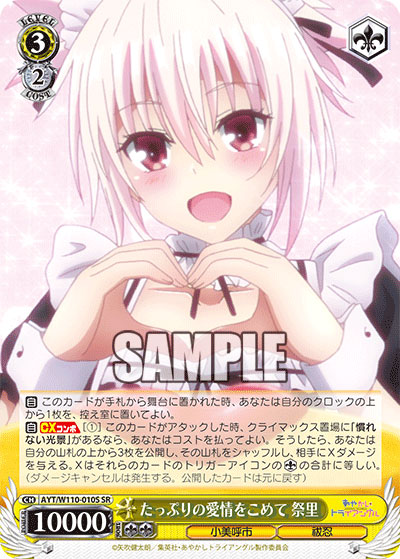 LEVEL
3
2
COST
SAMPLE
自 このカードが手札から舞台に置かれた時、あなたは自分のクロックの上から1枚を、控え室に置いてよい。
自 CXコンボ [①] このカードがアタックした時、クライマックス置場に「慣れない光景」があるなら、あなたはコストを払ってよい。そうしたら、あなたは自分の山札の上から3枚を公開し、その山札をシャッフルし、相手にXダメージを与える。Xはそれらのカードのトリガーアイコンの の枚数に等しい。(ダメージキャンセルは発生する。公開したカードは元に戻す)
CH AYT/W110-010S SR
たっぷりの愛情をこめて 祭里
あやかしトライアングル
10000
小美呼市 祓忍
©矢吹健太朗/集英社・あやかしトライアングル製作委員会